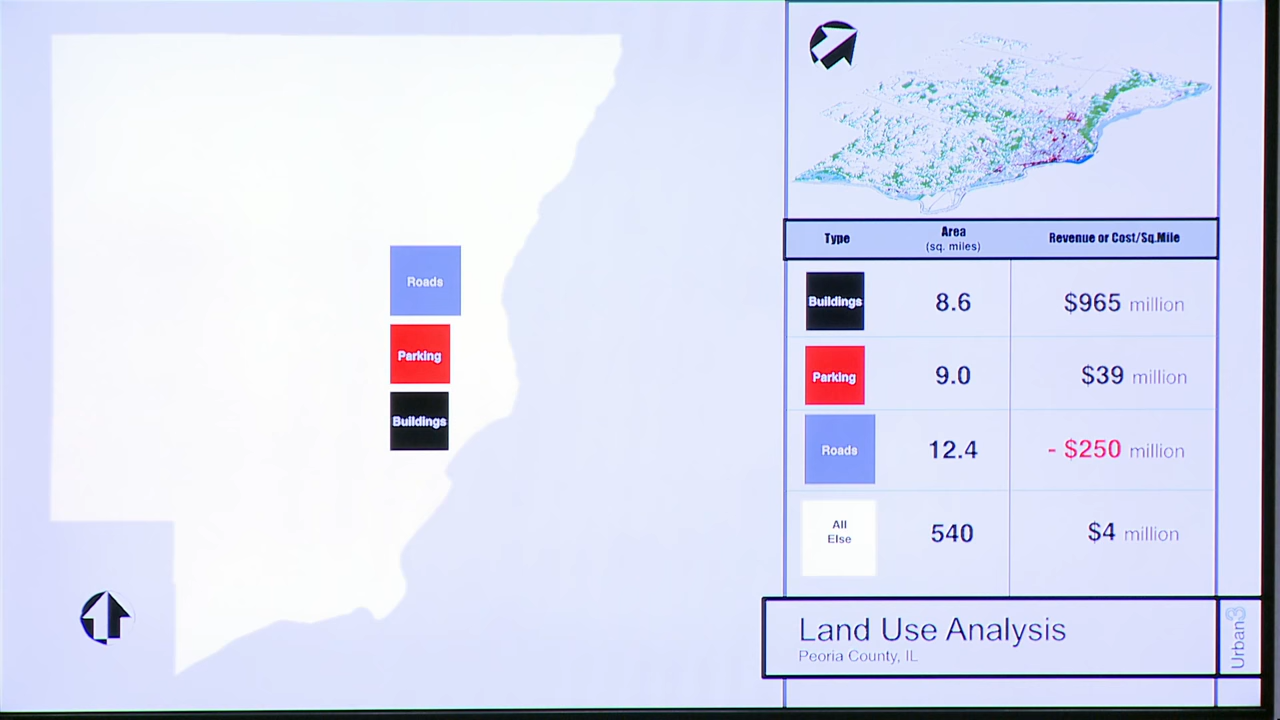 Roads
Parking
Buildings
Type
Area
(sq. miles)
Revenue or Cost/Sq.Mile
Buildings
8.6
$965 million
Parking
9.0
$39 million
Roads
12.4
- $250 million
All
Else
540
$4 million
Land Use Analysis
Peoria County, IL
Urban3